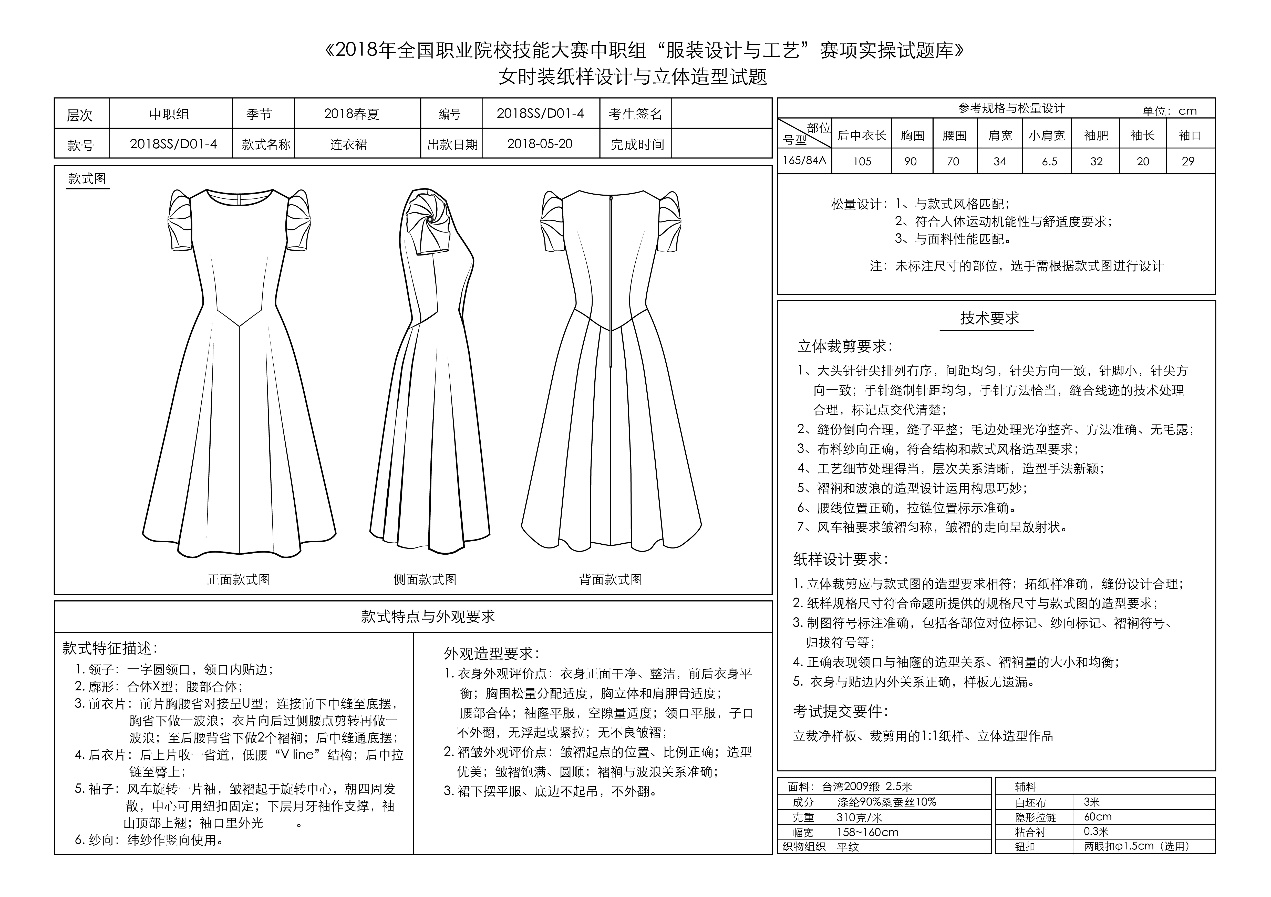 《2018年全国职业院校技能大赛中职组“服装设计与工艺”赛项实操试题库》
女时装纸样设计与立体造型试题
层次 中职组 季节 2018春夏 编号 2018SS/D01-4 考生签名
款号 2018SS/D01-4 款式名称 连衣裙 出款日期 2018-05-20 完成时间
款式图
正面款式图 侧面款式图 背面款式图
款式特点与外观要求
款式特征描述:
1. 领子: 一字圆领口, 领口内贴边;
2. 廓形: 合体X型; 腰部合体;
3. 前衣片: 前片胸腰省对接呈U型; 连接前下中缝至底摆,
胸省下做一波浪; 衣片向后过侧腰点剪转再做一
波浪; 至后腰背省下做2个褶裥; 后中缝通底摆;
4. 后衣片: 后上片收一省道, 低腰“V line”结构; 后中拉
链至臀上;
5. 袖子: 风车旋转一片袖, 皱褶起于旋转中心, 朝四周发
散, 中心可用纽扣固定; 下层月牙袖作支撑, 袖
山顶部上翘; 袖口里外光 。
6. 纱向: 纬纱作竖向使用。
外观造型要求:
1. 衣身外观评价点: 衣身正面干净、整洁, 前后衣身平
衡; 胸围松量分配适度, 胸立体和肩胛骨适度;
腰部合体; 袖窿平服, 空隙量适度; 领口平服, 子口
不外翻, 无浮起或紧拉; 无不良皱褶;
2. 褶皱外观评价点: 皱褶起点的位置、比例正确; 造型
优美; 皱褶饱满、圆顺; 褶裥与波浪关系准确;
3. 裙下摆平服、底边不起吊, 不外翻。
参考规格与松量设计 单位: cm
部位 号型 后中衣长 胸围 腰围 肩宽 小肩宽 袖肥 袖长 袖口
165/84A 105 90 70 34 6.5 32 20 29
松量设计: 1、与款式风格匹配;
2、符合人体运动机能性与舒适度要求;
3、与面料性能匹配。
注: 未标注尺寸的部位, 选手需根据款式图进行设计
技术要求
立体裁剪要求:
1、大头针针尖排列有序, 间距均匀, 针尖方向一致, 针脚小, 针尖方
向一致; 手针缝制针距均匀, 手针方法恰当, 缝合线迹的技术处理
合理, 标记点交代清楚;
2、缝份倒向合理, 缝子平整; 毛边处理光净整齐、方法准确、无毛露;
3、布料纱向正确, 符合结构和款式风格造型要求;
4、工艺细节处理得当, 层次关系清晰, 造型手法新颖;
5、褶裥和波浪的造型设计运用构思巧妙;
6、腰线位置正确, 拉链位置标示准确。
7、风车袖要求皱褶匀称, 皱褶的走向呈放射状。
纸样设计要求:
1. 立体裁剪应与款式图的造型要求相符; 拓纸样准确, 缝份设计合理;
2. 纸样规格尺寸符合命题所提供的规格尺寸与款式图的造型要求;
3. 制图符号标注准确, 包括各部位对位标记、纱向标记、褶裥符号、
归拔符号等;
4. 正确表现领口与袖窿的造型关系、褶裥量的大小和均衡;
5. 衣身与贴边内外关系正确, 样板无遗漏。
考试提交要件:
立裁净样板、裁剪用的1:1纸样、立体造型作品
面料: 台湾2009缎 2.5米
成分 涤纶90%桑蚕丝10%
克重 310克/米
幅宽 158~160cm
织物组织 平纹
辅料
白坯布 3米
隐形拉链 60cm
粘合衬 0.3米
钮扣 两眼扣φ1.5cm (选用)